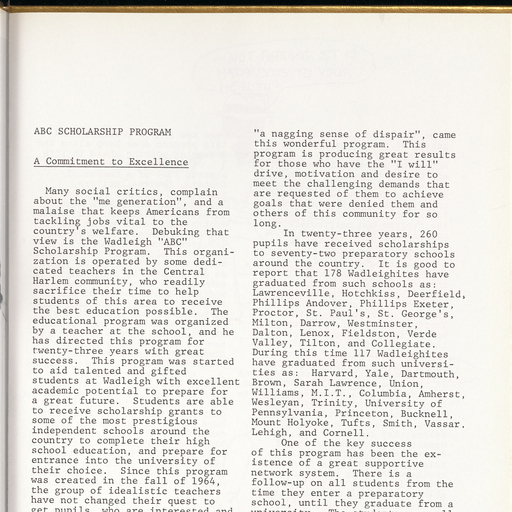 ABC SCHOLARSHIP PROGRAM
A Commitment to Excellence
Many social critics, complain
about the "me generation", and a
malaise that keeps Americans from
tackling jobs vital to the
country's welfare. Debuking that
view is the Wadleigh "ABC"
Scholarship Program. This organi-
zation is operated by some dedi-
cated teachers in the Central
Harlem community, who readily
sacrifice their time to help
students of this area to receive
the best education possible. The
educational program was organized
by a teacher at the school, and he
has directed this program for
twenty-three years with great
success. This program was started
to aid talented and gifted
students at Wadleigh with excellent
academic potential to prepare for
a great future. Students are able
to receive scholarship grants to
some of the most prestigious
independent schools around the
country to complete their high
school education, and prepare for
entrance into the university of
their choice. Since this program
was created in the fall of 1964,
the group of idealistic teachers
have not changed their quest to
get pupils, who are interested and
"a nagging sense of dispair", came
this wonderful program. This
program is producing great results
for those who have the "I will"
drive, motivation and desire to
meet the challenging demands that
are requested of them to achieve
goals that were denied them and
others of this community for so
long.
In twenty-three years, 260
pupils have received scholarships
to seventy-two preparatory schools
around the country. It is good to
report that 178 Wadleighites have
graduated from such schools as:
Lawrenceville, Hotchkiss, Deerfield,
Phillips Andover, Phillips Exeter,
Proctor, St. Paul's, St. George's,
Milton, Darrow, Westminster,
Dalton, Lenox, Fieldston, Verde
Valley, Tilton, and Collegiate.
During this time 117 Wadleighites
have graduated from such universi-
ties as: Harvard, Yale, Dartmouth,
Brown, Sarah Lawrence, Union,
Williams, M.I.T., Columbia, Amherst,
Wesleyan, Trinity, University of
Pennsylvania, Princeton, Bucknell,
Mount Holyoke, Tufts, Smith, Vassar.
Lehigh, and Cornell.
One of the key success
of this program has been the ex-
istence of a great supportive
network system. There is a
follow-up on all students from the
time they enter a preparatory
school, until they graduate from a